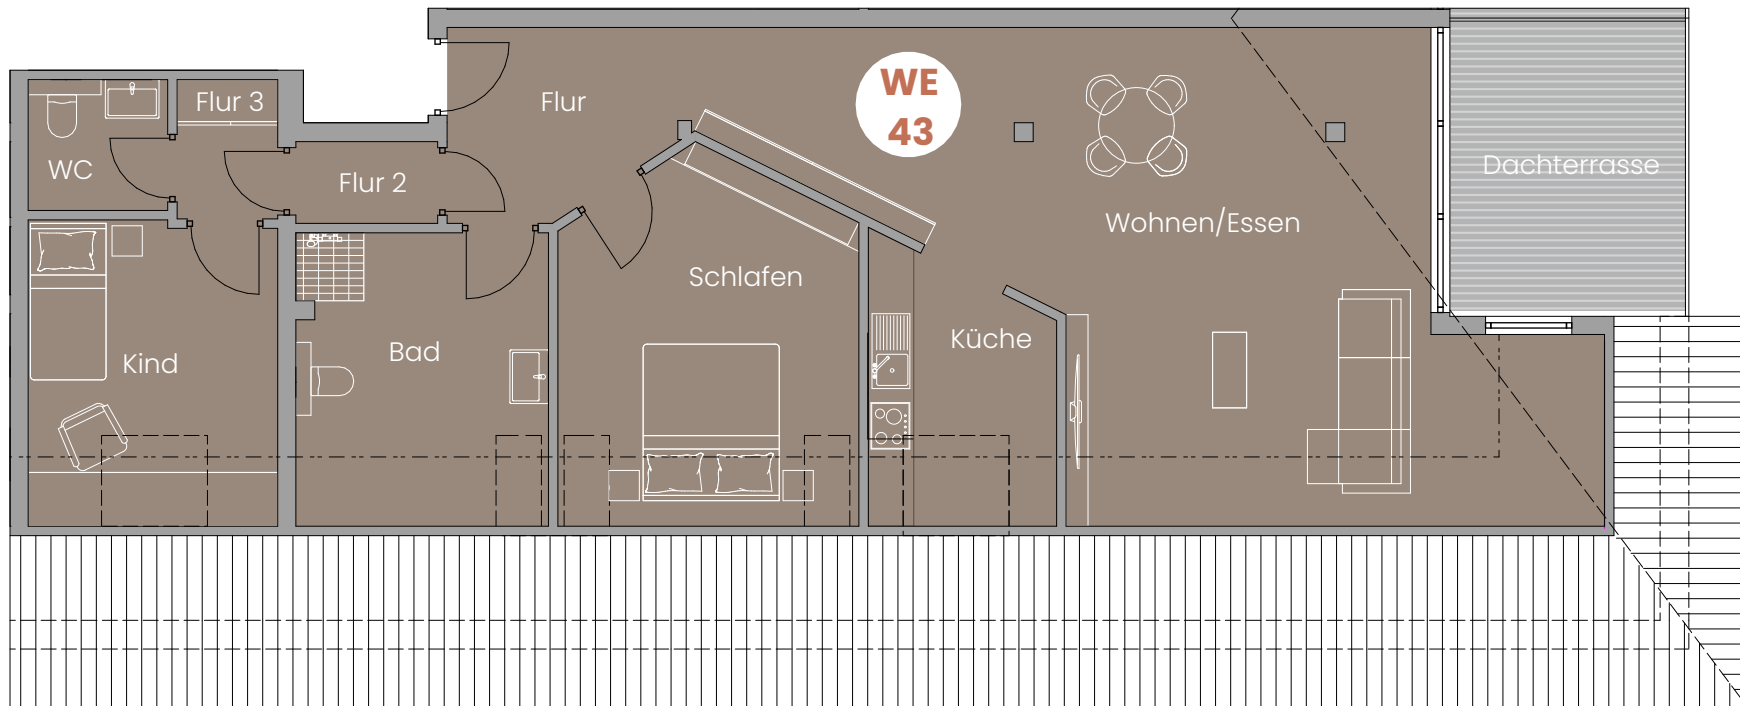 WE
43
Flur 3
Flur
WC
Flur 2
Dachterrasse
Wohnen/Essen
Schlafen
Küche
Bad
Kind